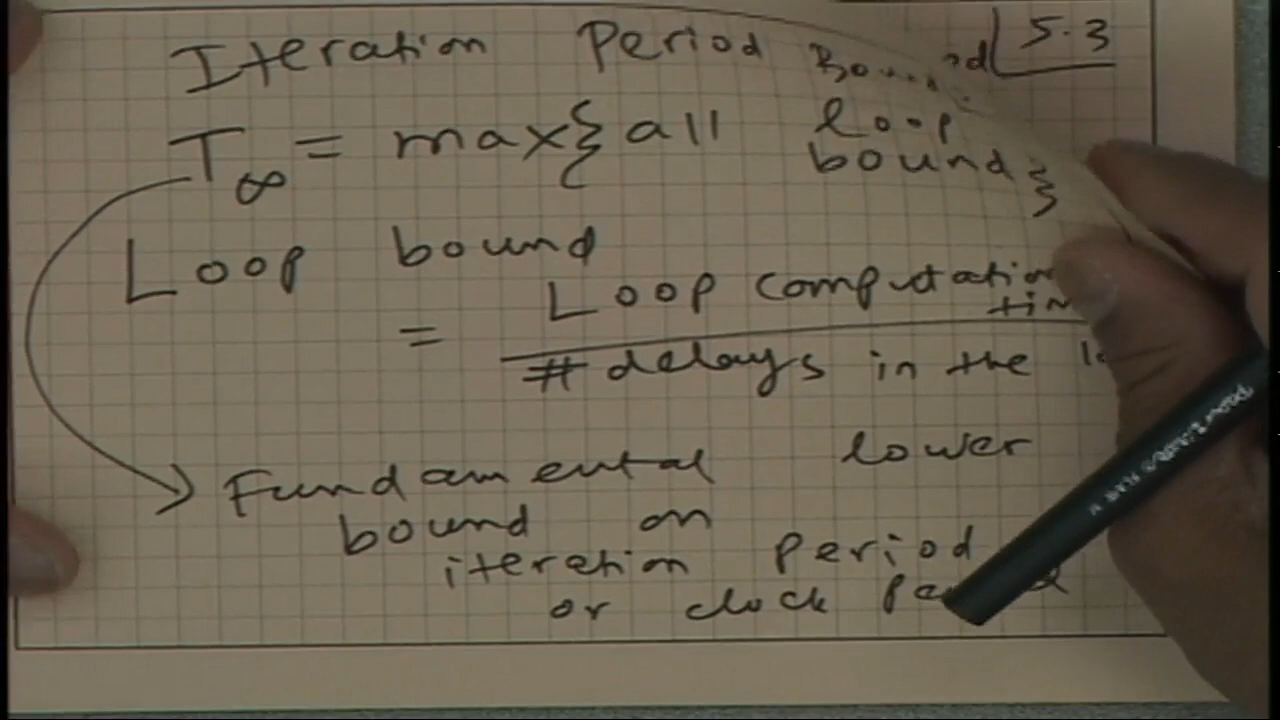 Iteration Period Bound 5.3
T∞ = max{all loop
bound}
Loop bound
= Loop computation
# delays in the
Fundamental lower
bound on
iteration period
or clock